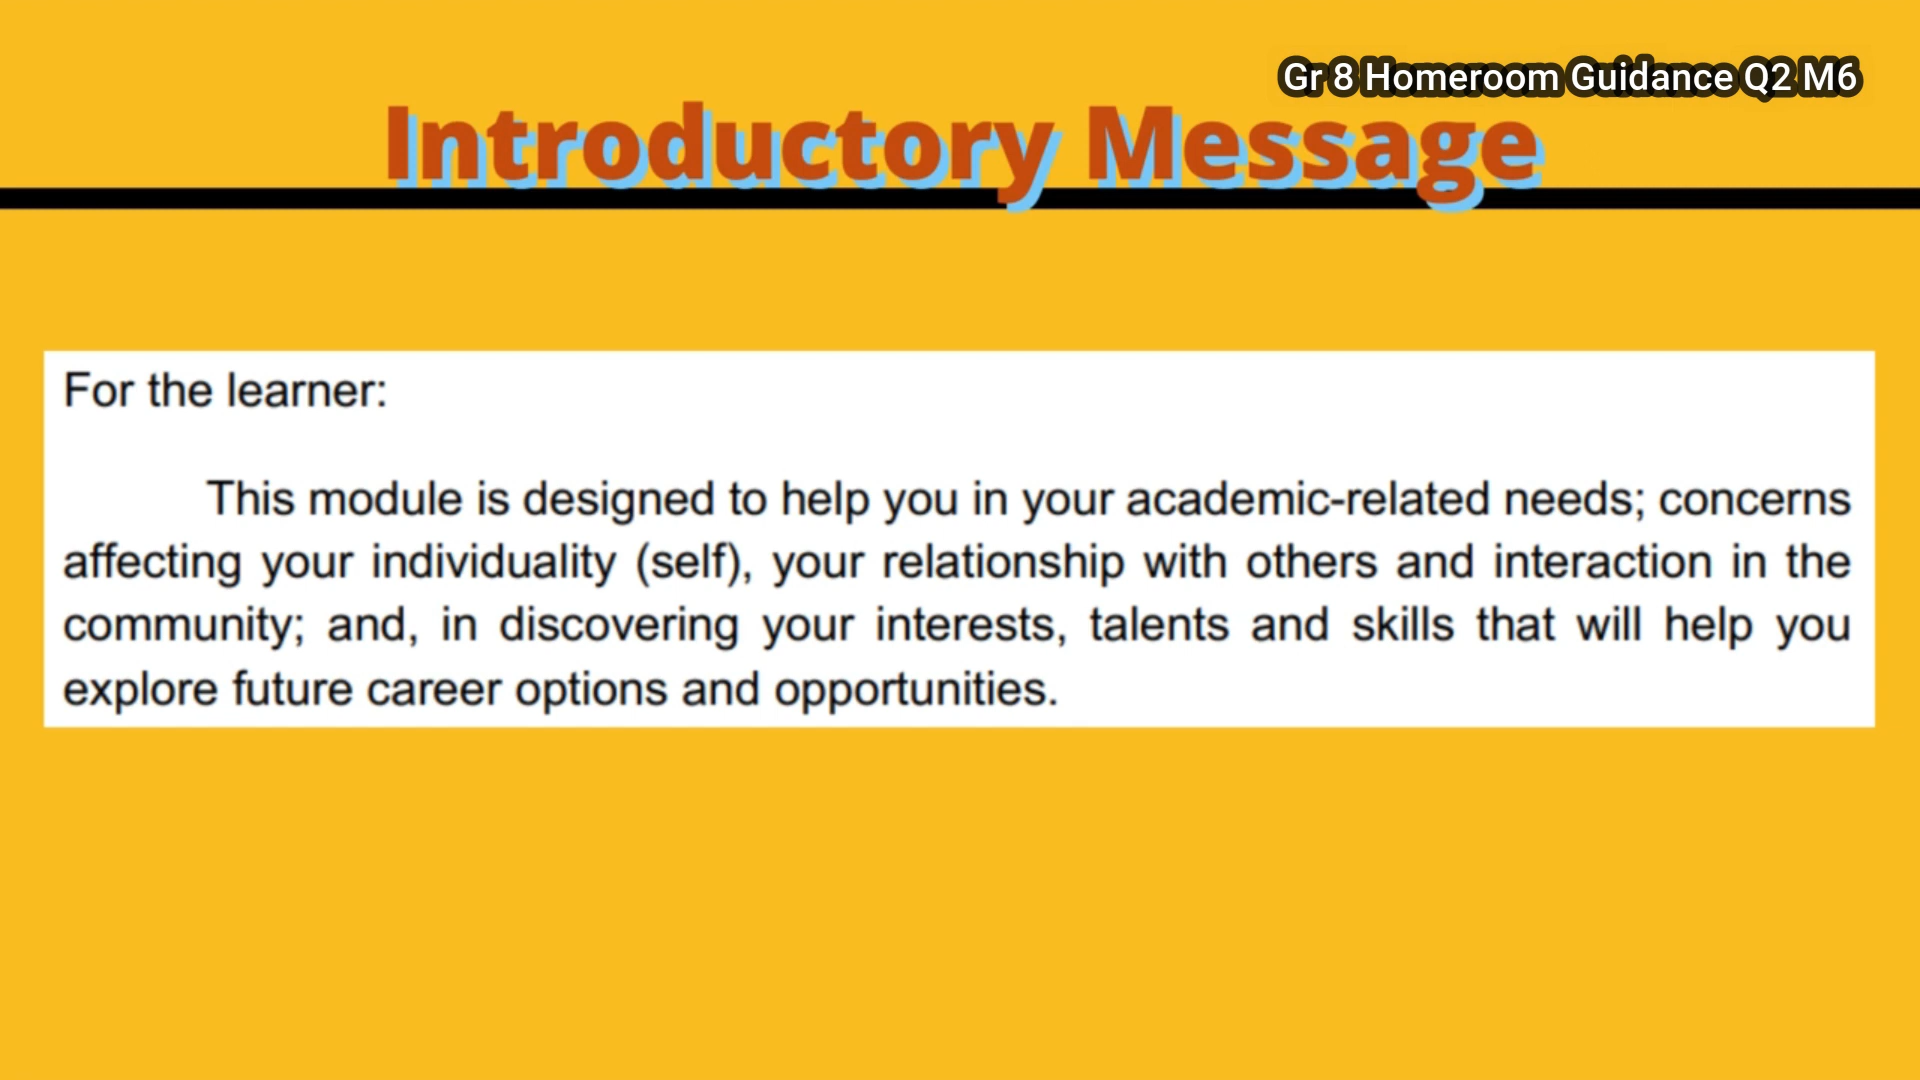 Gr 8 Homeroom Guidance Q2 M6
Introductory Message
For the learner:
This module is designed to help you in your academic-related needs; concerns
affecting your individuality (self), your relationship with others and interaction in the
community; and, in discovering your interests, talents and skills that will help you
explore future career options and opportunities.